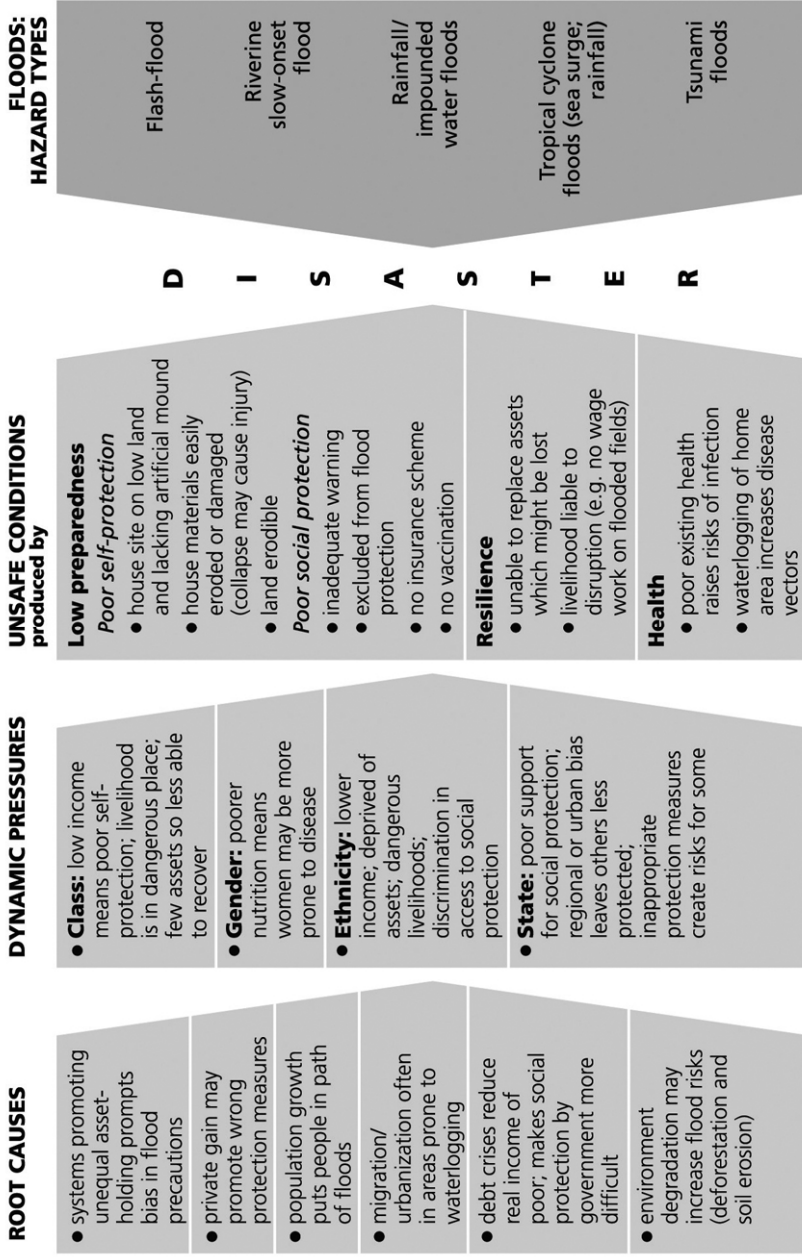 ROOT CAUSES
• systems promoting
unequal asset-
holding prompts
bias in flood
precautions
• private gain may
promote wrong
protection measures
• population growth
puts people in path
of floods
• migration/
urbanization often
in areas prone to
waterlogging
• debt crises reduce
real income of
poor; makes social
protection by
government more
difficult
• environment
degradation may
increase flood risks
(deforestation and
soil erosion)
DYNAMIC PRESSURES
• Class: low income
means poor self-
protection; livelihood
is in dangerous place;
few assets so less able
to recover
• Gender: poorer
nutrition means
women may be more
prone to disease
• Ethnicity: lower
income; deprived of
assets; dangerous
livelihoods;
discrimination in
access to social
protection
• State: poor support
for social protection;
regional or urban bias
leaves others less
protected;
inappropriate
protection measures
create risks for some
UNSAFE CONDITIONS
produced by
Low preparedness
Poor self-protection
• house site on low land
and lacking artificial mound
• house materials easily
eroded or damaged
(collapse may cause injury)
• land erodible
Poor social protection
• inadequate warning
• excluded from flood
protection
• no insurance scheme
• no vaccination
Resilience
• unable to replace assets
which might be lost
• livelihood liable to
disruption (e.g. no wage
work on flooded fields)
Health
• poor existing health
raises risks of infection
• waterlogging of home
area increases disease
vectors
D
I
S
A
S
T
E
R
FLOODS:
HAZARD TYPES
Flash-flood
Riverine
slow-onset
flood
Rainfall/
impounded
water floods
Tropical cyclone
floods (sea surge;
rainfall)
Tsunami
floods